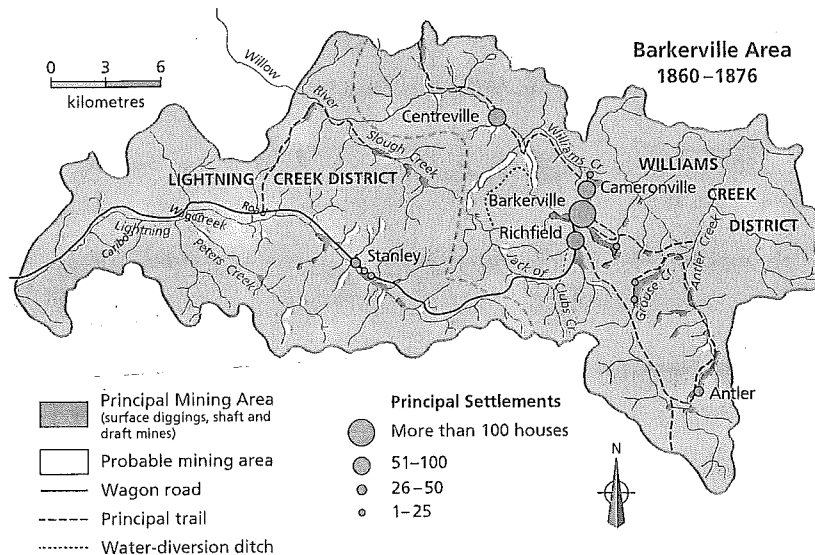 Barkerville Area
1860–1876
0 3 6
kilometres
Willow
River
Centreville
Slough Creek
Williams Cr.
WILLIAMS
CREEK
DISTRICT
Cameronville
LIGHTNING CREEK DISTRICT
Barkerville
Richfield
Cariboo
Wagon
Road
Lightning
Creek
Peters Creek
Stanley
Jack of
Clubs Cr.
Grouse Cr.
Antler Creek
Antler
Principal Mining Area
(surface diggings, shaft and
draft mines)
Probable mining area
Wagon road
Principal trail
Water-diversion ditch
Principal Settlements
More than 100 houses
51–100
26–50
1–25
N